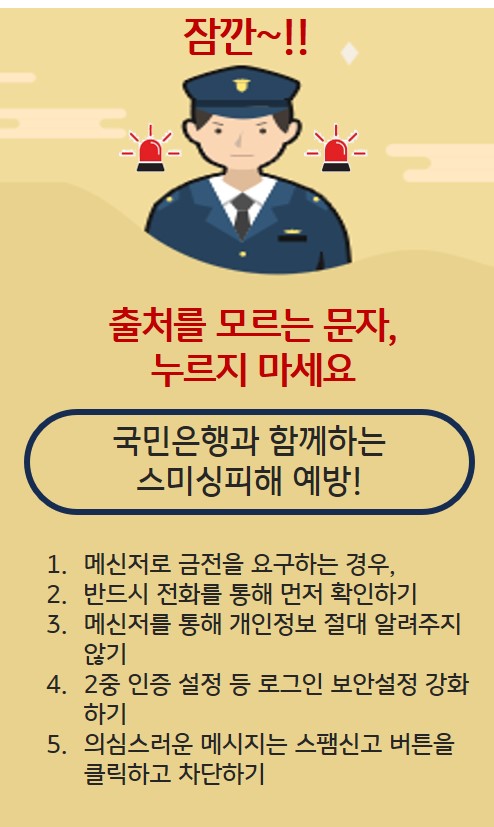 잠깐~!!
출처를 모르는 문자,
누르지 마세요
국민은행과 함께하는
스미싱피해 예방!
1. 메신저로 금전을 요구하는 경우,
2. 반드시 전화를 통해 먼저 확인하기
3. 메신저를 통해 개인정보 절대 알려주지
않기
4. 2중 인증 설정 등 로그인 보안설정 강화
하기
5. 의심스러운 메시지는 스팸신고 버튼을
클릭하고 차단하기